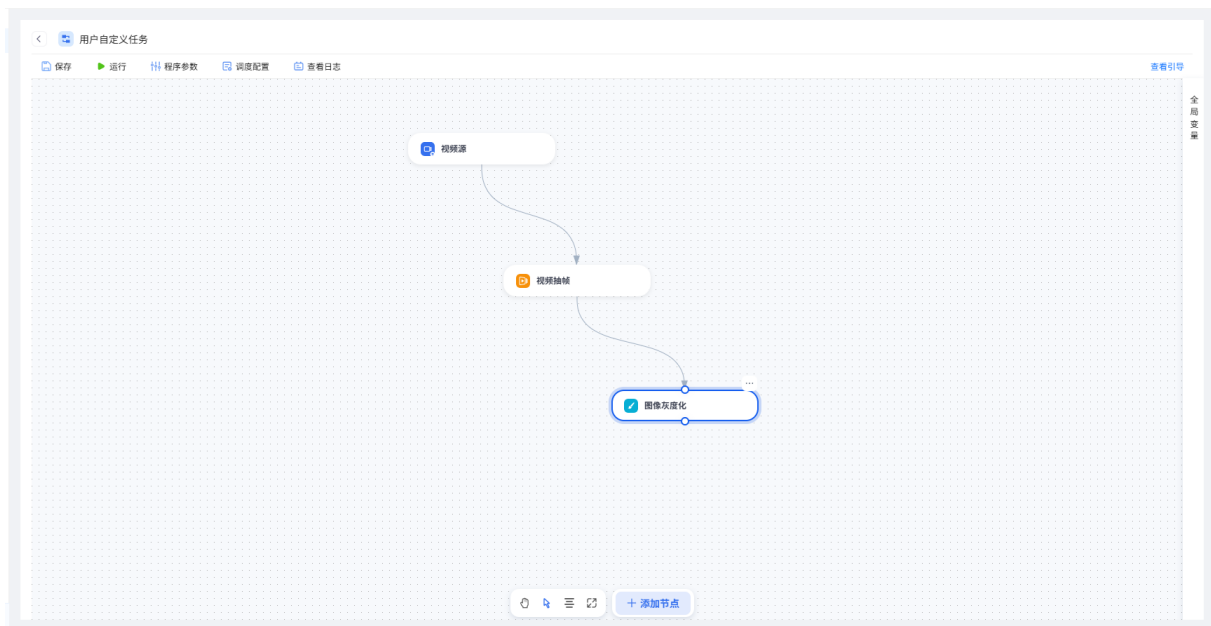 用户自定义任务
保存 运行 程序参数 调度配置 查看日志 查看引导
全局变量
视频源
视频抽帧
...
图像灰度化
+ 添加节点